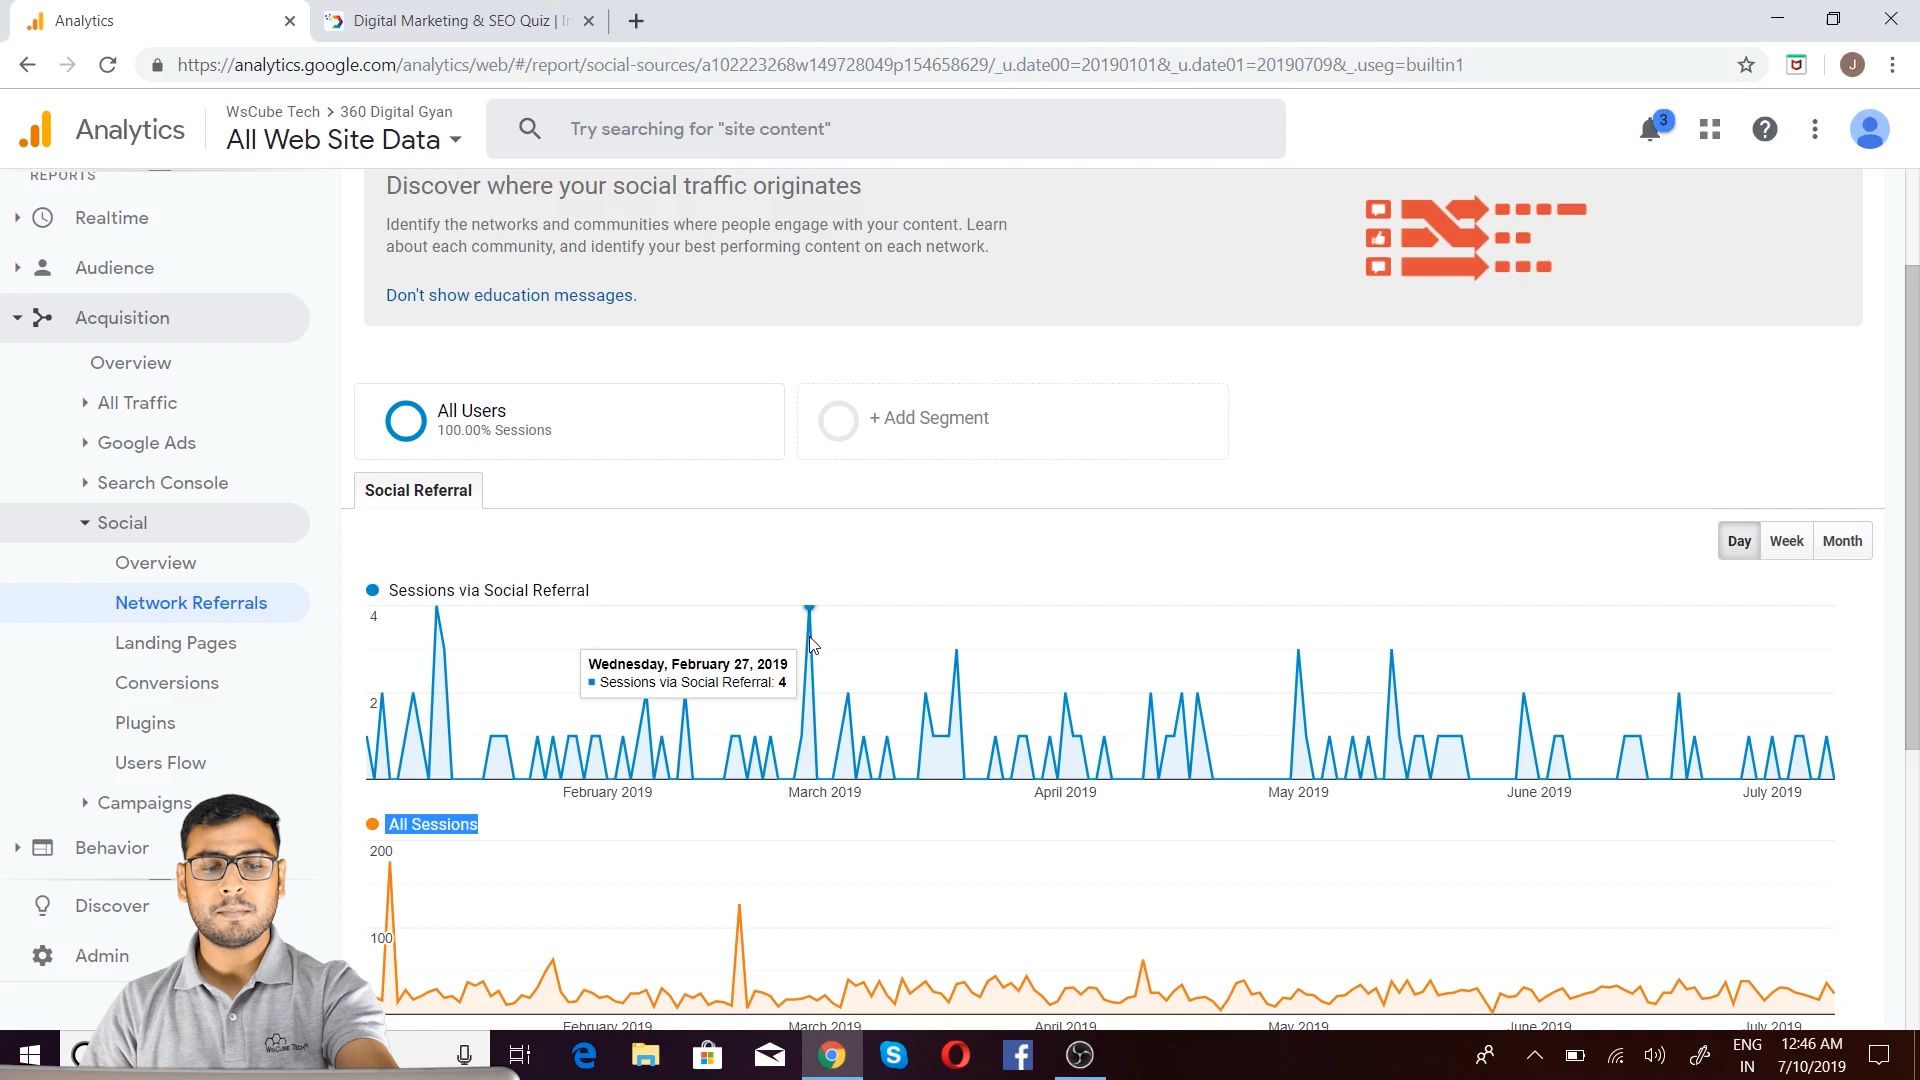 Analytics
Digital Marketing & SEO Quiz | In
https://analytics.google.com/analytics/web/#/report/social-sources/a102223268w149728049p154658629/_u.date00=20190101&_u.date01=20190709&_.useg=builtin1
J
Analytics
WsCube Tech > 360 Digital Gyan
All Web Site Data
Try searching for "site content"
3
REPORTS
Realtime
Audience
Acquisition
Overview
All Traffic
Google Ads
Search Console
Social
Overview
Network Referrals
Landing Pages
Conversions
Plugins
Users Flow
Campaigns
Behavior
Discover
Admin
Discover where your social traffic originates
Identify the networks and communities where people engage with your content. Learn
about each community, and identify your best performing content on each network.
Don't show education messages.
All Users
100.00% Sessions
+ Add Segment
Social Referral
Day Week Month
Sessions via Social Referral
4
2
Wednesday, February 27, 2019
Sessions via Social Referral: 4
February 2019 March 2019 April 2019 May 2019 June 2019 July 2019
All Sessions
200
100
February 2019 March 2019 April 2019 May 2019 June 2019 July 2019
WsCube Tech
ENG
IN
12:46 AM
7/10/2019